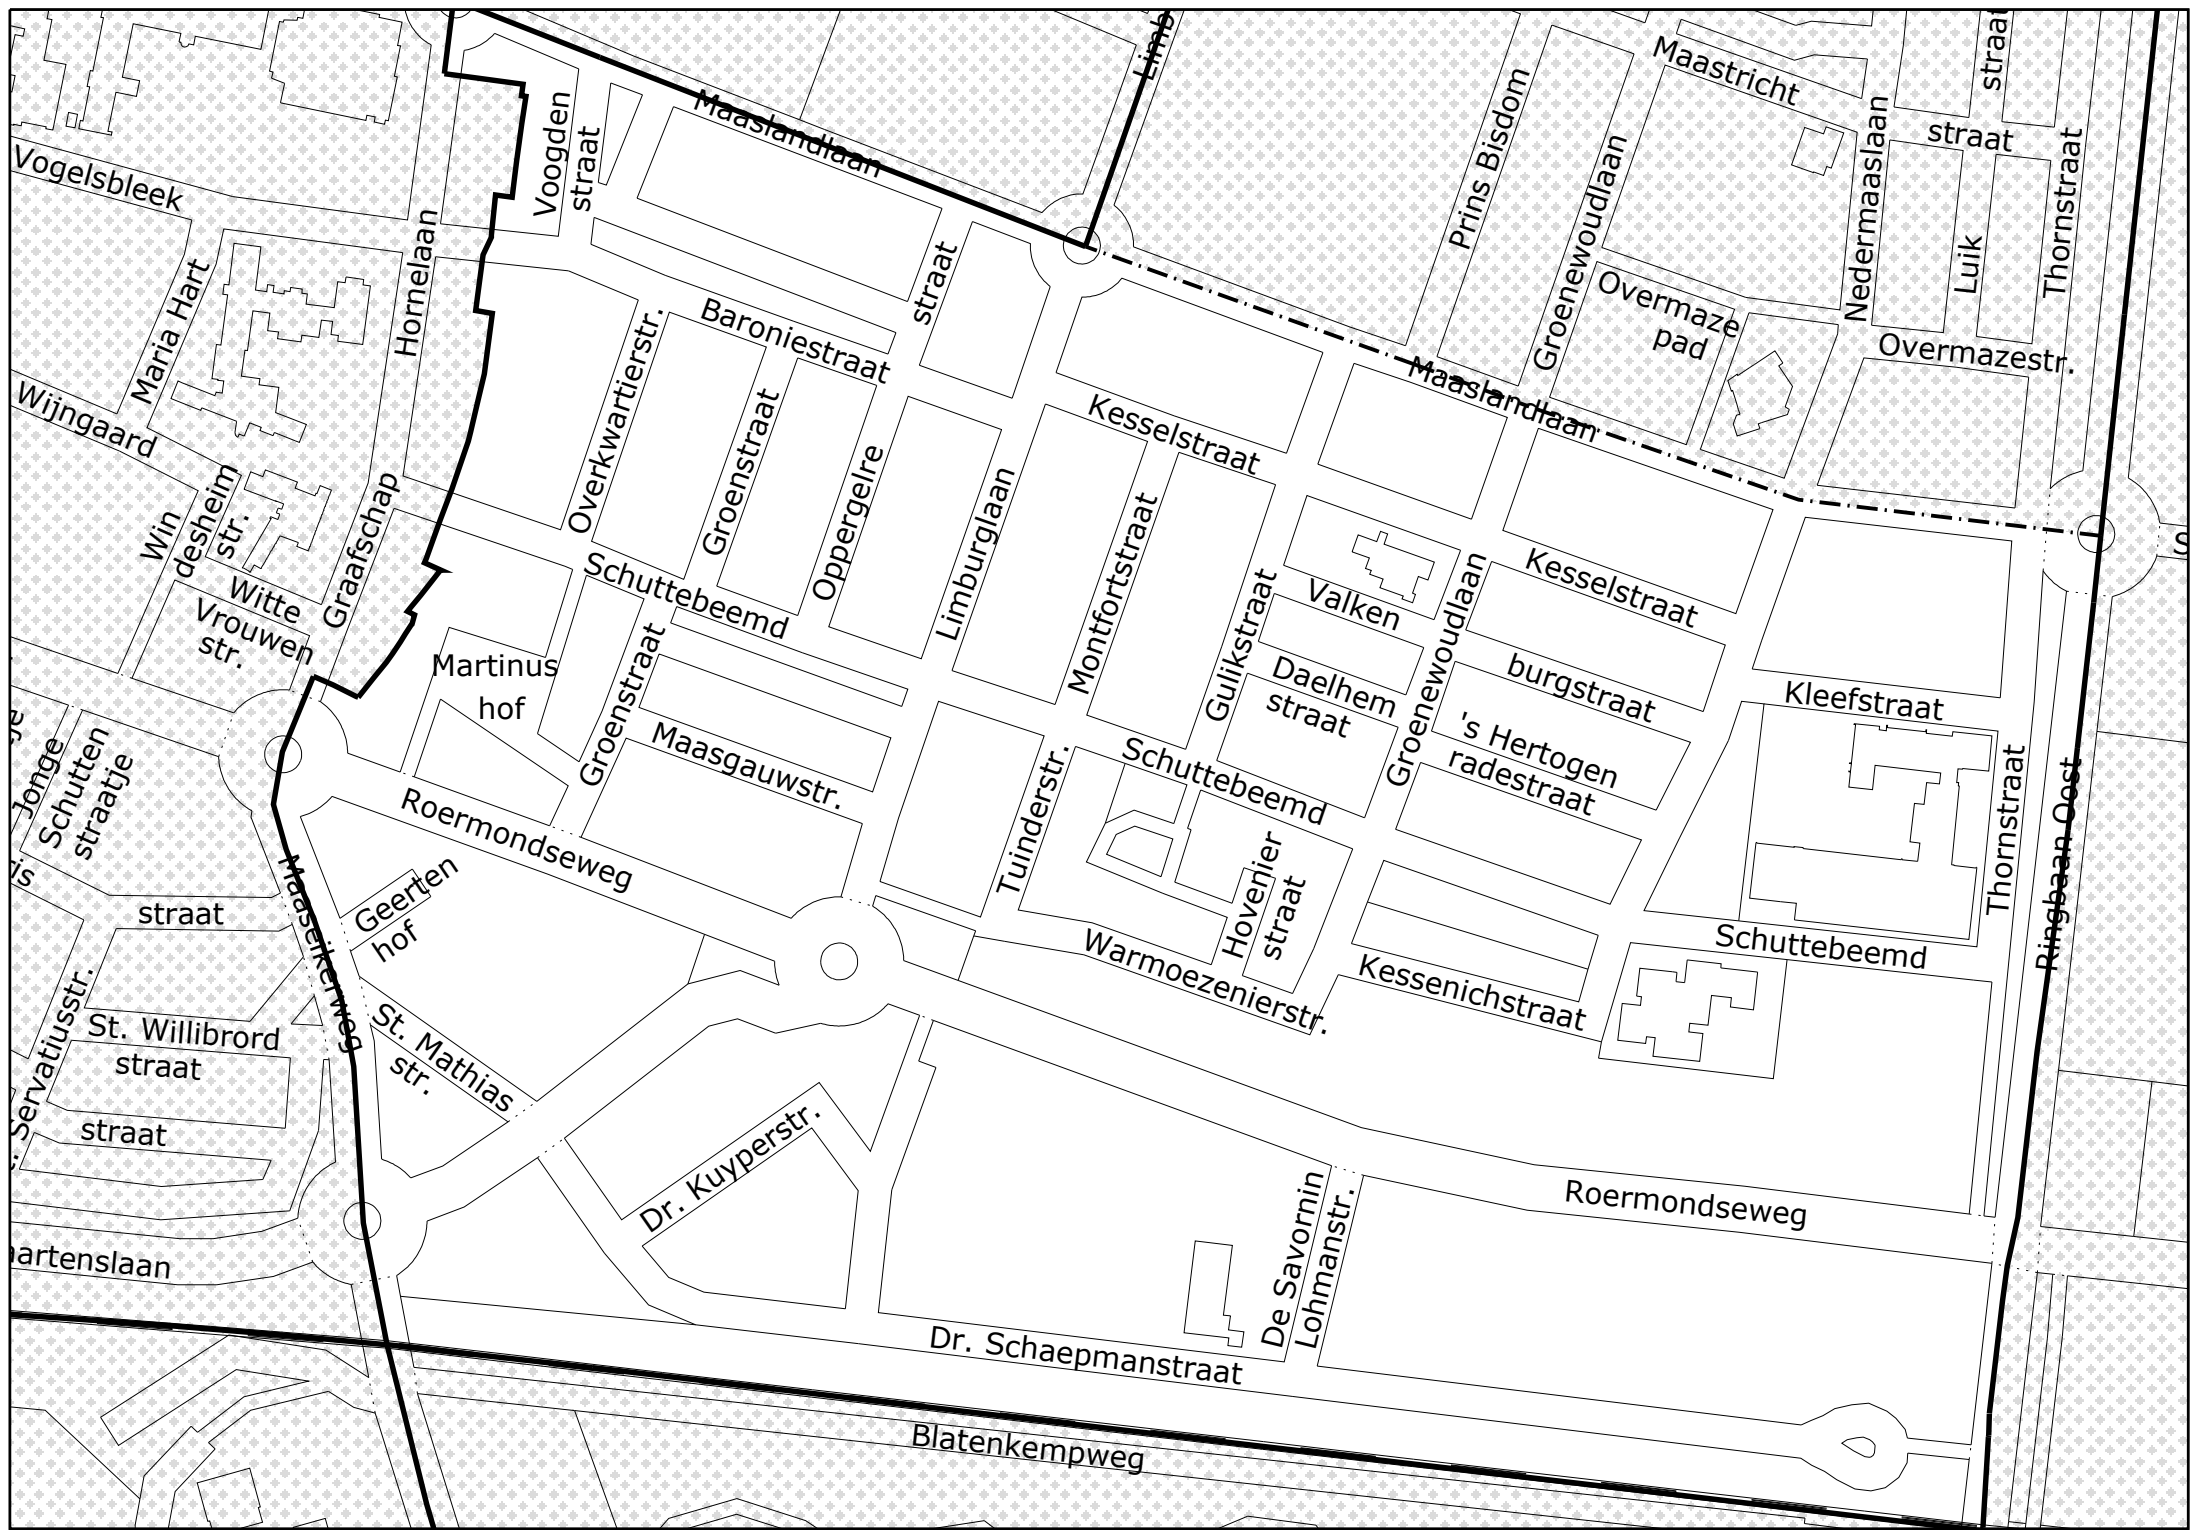 Limb
Maastricht
straat
Maaslandlaan
Voogden
straat
Prins Bisdom
Groenewoudlaan
Nedermaaslaan
straat
Luik
Thornstraat
Vogelsbleek
Hornelaan
Maria Hart
straat
Baroniestraat
Overmaze
pad
Overmazestr.
Overkwartierstr.
Groenstraat
Oppergelre
Limburglaan
Kesselstraat
Maaslandlaan
Wijngaard
Win
desheim
str.
Graafschap
Witte
Vrouwen
str.
Schuttebeemd
Montfortstraat
Gulikstraat
Valken
Kesselstraat
Groenewoudlaan
Daelhem
straat
burgstraat
's Hertogen
radestraat
Kleefstraat
Martinus
hof
Groenstraat
Maasgauwstr.
Schuttebeemd
Thornstraat
Ringbaan Oost
Jonge
Schutten
straatje
Roermondseweg
Tuinderstr.
Hovenier
straat
Warmoezenierstr.
Kessenichstraat
Schuttebeemd
Maaseikerweg
Geerten
hof
straat
St. Willibrord
straat
Servatiusstr.
St. Mathias
str.
straat
Dr. Kuyperstr.
De Savornin
Lohmanstr.
Roermondseweg
aartenslaan
Dr. Schaepmanstraat
Blatenkempweg